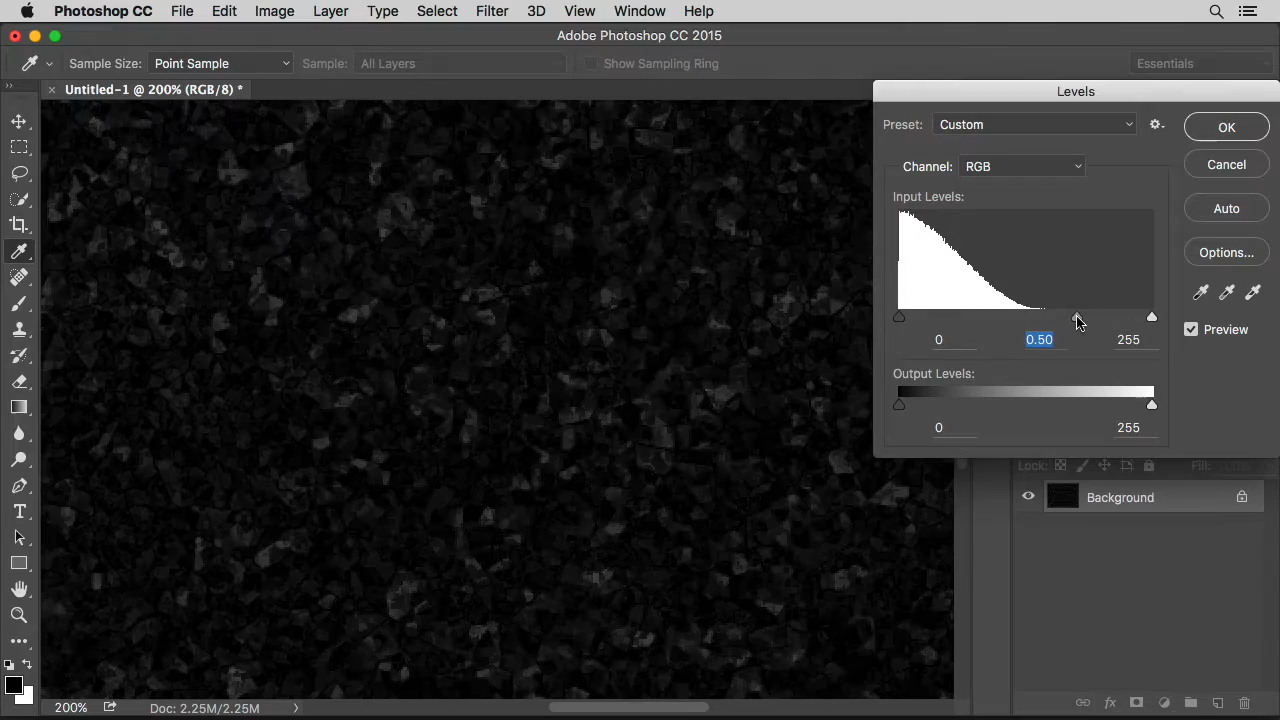 Photoshop CC File Edit Image Layer Type Select Filter 3D View Window Help
Adobe Photoshop CC 2015
Sample Size: Point Sample Sample: All Layers Show Sampling Ring Essentials
Untitled-1 @ 200% (RGB/8) *
Levels
Preset: Custom OK
Channel: RGB Cancel
Input Levels: Auto
Options...
0 0.50 255 Preview
Output Levels:
0 255
Lock: Fill:
Background
200% Doc: 2.25M/2.25M